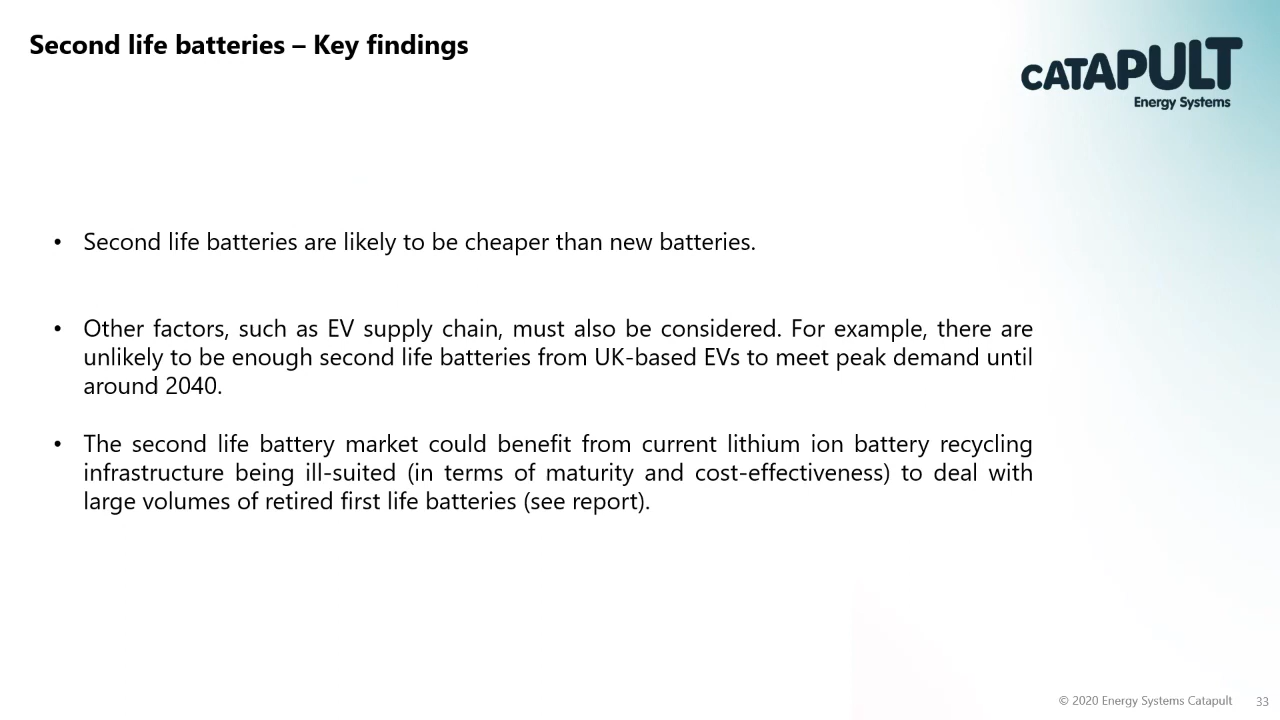 Second life batteries – Key findings
CATAPULT
Energy Systems
• Second life batteries are likely to be cheaper than new batteries.
• Other factors, such as EV supply chain, must also be considered. For example, there are
unlikely to be enough second life batteries from UK-based EVs to meet peak demand until
around 2040.
• The second life battery market could benefit from current lithium ion battery recycling
infrastructure being ill-suited (in terms of maturity and cost-effectiveness) to deal with
large volumes of retired first life batteries (see report).
© 2020 Energy Systems Catapult
33